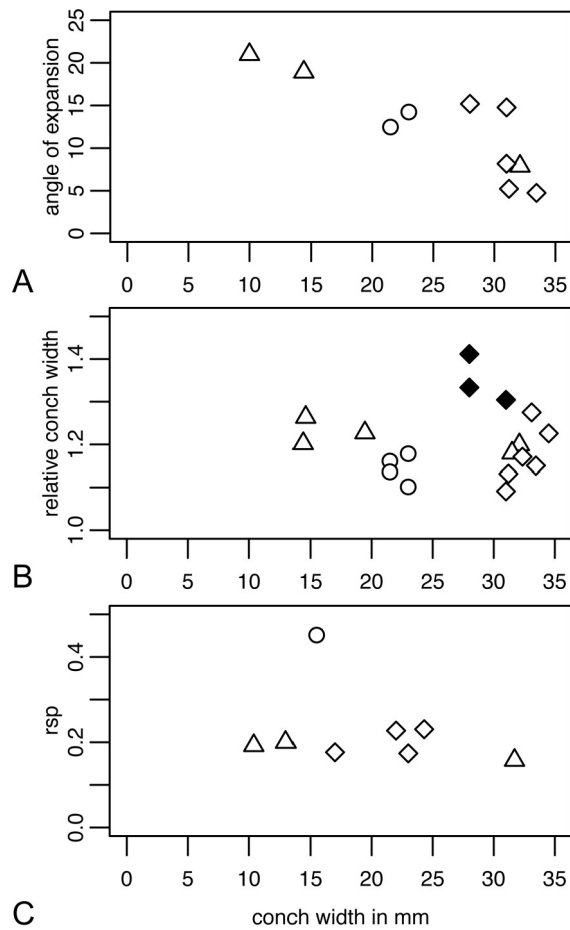 angle of expansion
25
20
15
10
5
0
0 5 10 15 20 25 30 35
A
relative conch width
1.4
1.2
1.0
0 5 10 15 20 25 30 35
B
rsp
0.4
0.2
0.0
0 5 10 15 20 25 30 35
C
conch width in mm